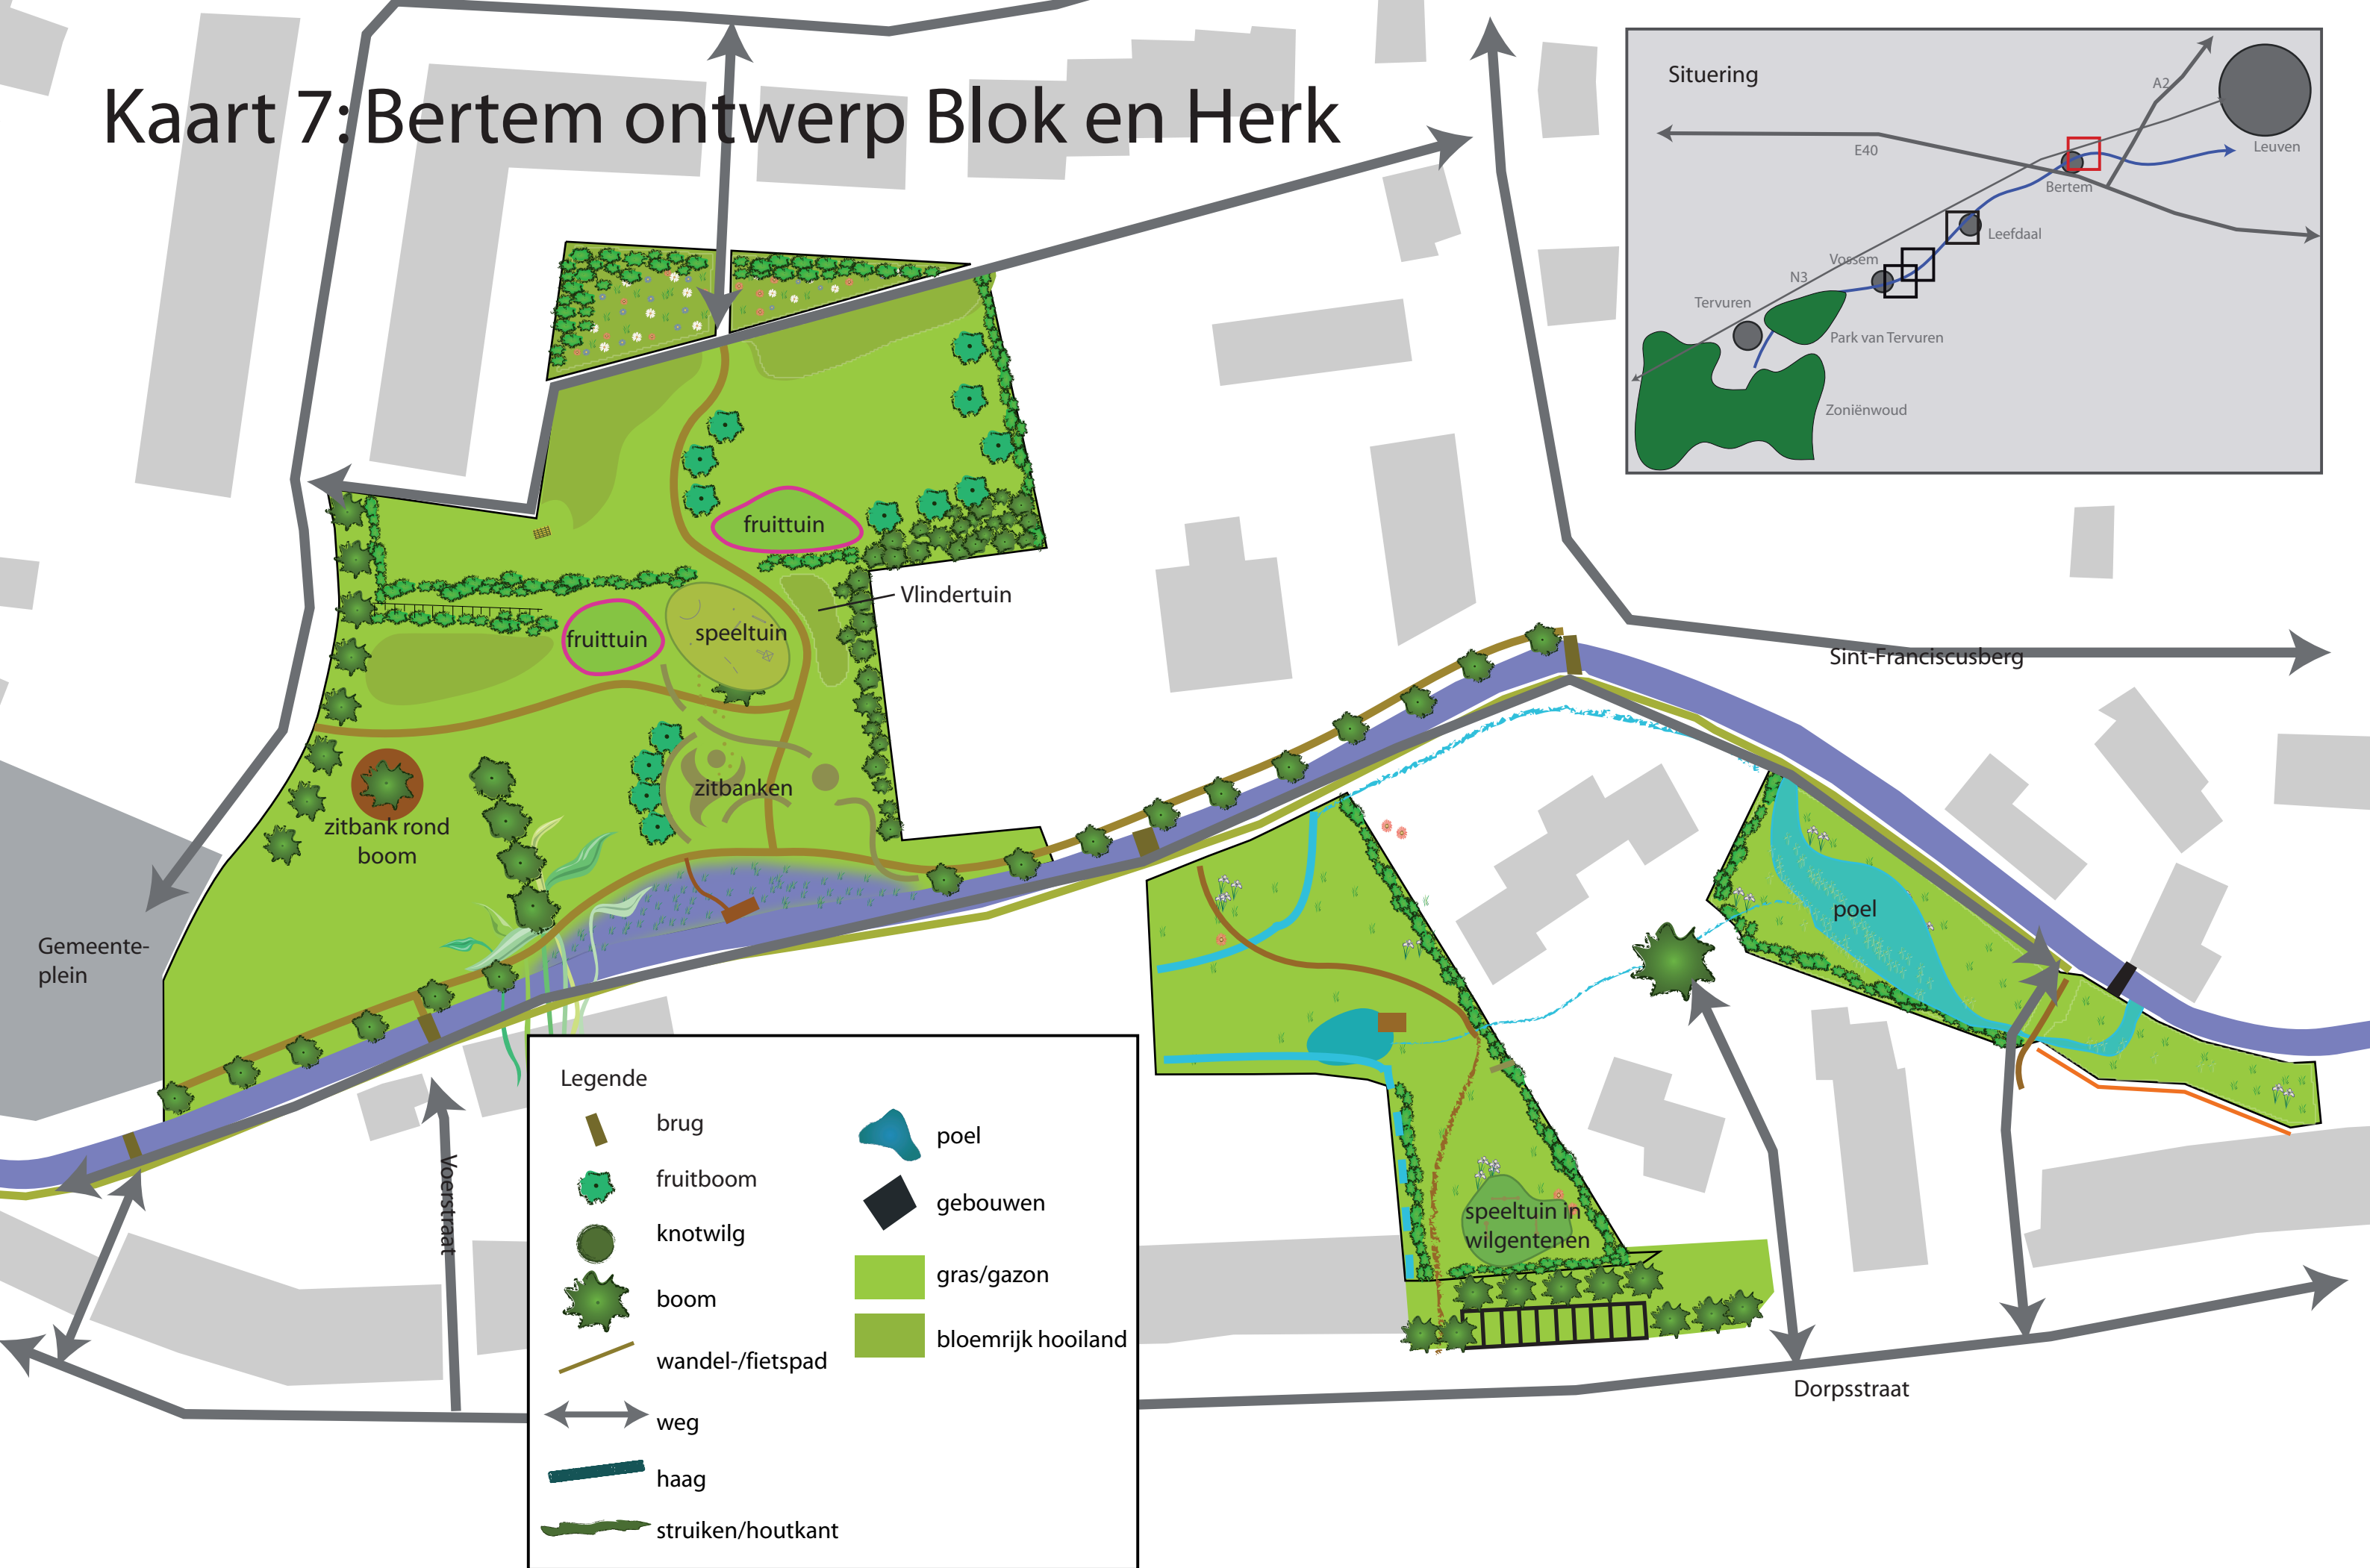 Kaart 7: Bertem ontwerp Blok en Herk
Situering
A2
E40
Leuven
Bertem
Leefdaal
Vossem
N3
Tervuren
Park van Tervuren
Zoniënwoud
fruittuin
Vlindertuin
fruittuin
speeltuin
Sint-Franciscusberg
zitbanken
zitbank rond
boom
poel
Gemeente-
plein
Voerstraat
speeltuin in
wilgentenen
Dorpsstraat
Legende
brug
fruitboom
knotwilg
boom
wandel-/fietspad
weg
haag
struiken/houtkant
poel
gebouwen
gras/gazon
bloemrijk hooiland